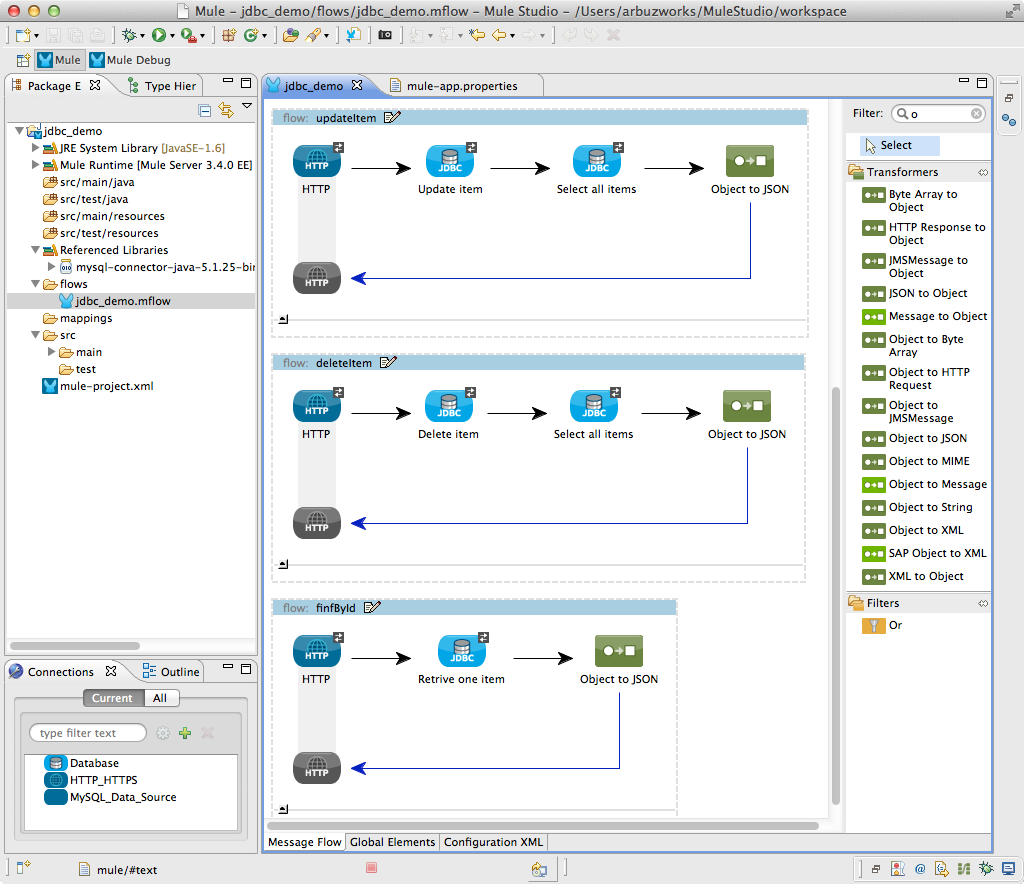 Mule – jdbc_demo/flows/jdbc_demo.mflow – Mule Studio – /Users/arbuzworks/MuleStudio/workspace
Mule
Mule Debug
Package E
Type Hier
jdbc_demo
JRE System Library [JavaSE-1.6]
Mule Runtime [Mule Server 3.4.0 EE]
src/main/java
src/test/java
src/main/resources
src/test/resources
Referenced Libraries
mysql-connector-java-5.1.25-bin
flows
jdbc_demo.mflow
mappings
src
main
test
mule-project.xml
Connections
Outline
Current
All
type filter text
Database
HTTP_HTTPS
MySQL_Data_Source
jdbc_demo
mule-app.properties
flow: updateItem
HTTP
JDBC
JDBC
HTTP
Update item
Select all items
Object to JSON
HTTP
flow: deleteItem
HTTP
JDBC
JDBC
HTTP
Delete item
Select all items
Object to JSON
HTTP
flow: finfById
HTTP
JDBC
HTTP
Retrive one item
Object to JSON
HTTP
Message Flow
Global Elements
Configuration XML
Filter:
o
Select
Transformers
Byte Array to
Object
HTTP Response to
Object
JMSMessage to
Object
JSON to Object
Message to Object
Object to Byte
Array
Object to HTTP
Request
Object to
JMSMessage
Object to JSON
Object to MIME
Object to Message
Object to String
Object to XML
SAP Object to XML
XML to Object
Filters
Or
mule/#text